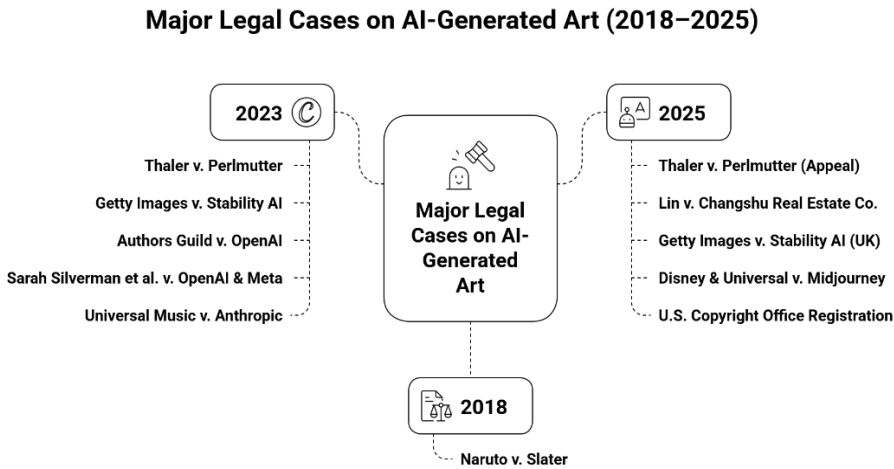 Major Legal Cases on AI-Generated Art (2018–2025)
2023
Thaler v. Perlmutter
Getty Images v. Stability AI
Authors Guild v. OpenAI
Sarah Silverman et al. v. OpenAI & Meta
Universal Music v. Anthropic
Major Legal
Cases on AI-
Generated
Art
2025
Thaler v. Perlmutter (Appeal)
Lin v. Changshu Real Estate Co.
Getty Images v. Stability AI (UK)
Disney & Universal v. Midjourney
U.S. Copyright Office Registration
2018
Naruto v. Slater